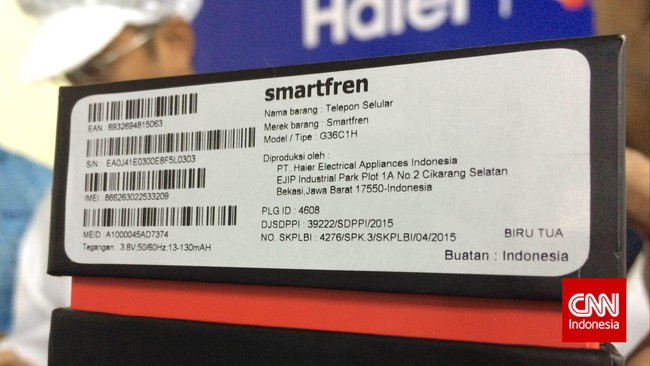 Haier
smartfren
EAN : 6932694815063
S/N : EA0J41E0300E8F5L0303
IMEI : 866263022533209
MEID : A1000045AD7374
Tegangan : 3.8V,50/60Hz,13-130mAH
Nama barang : Telepon Selular
Merek barang : Smartfren
Model / Tipe : G36C1H
Diproduksi oleh :
PT. Haier Electrical Appliances Indonesia
EJIP Industrial Park Plot 1A No 2 Cikarang Selatan
Bekasi,Jawa Barat 17550-Indonesia
PLG ID : 4608
DJSDPPI : 39222/SDPPI/2015
NO. SKPLBI : 4276/SPK.3/SKPLBI/04/2015
BIRU TUA
Buatan : Indonesia
CNN
Indonesia